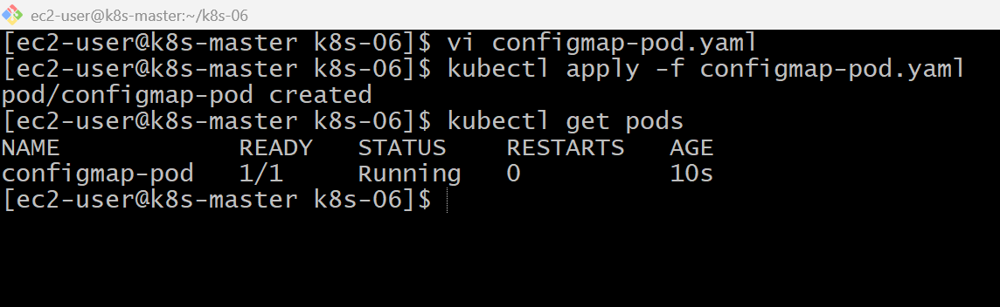 ec2-user@k8s-master:~/k8s-06
[ec2-user@k8s-master k8s-06]$ vi configmap-pod.yaml
[ec2-user@k8s-master k8s-06]$ kubectl apply -f configmap-pod.yaml
pod/configmap-pod created
[ec2-user@k8s-master k8s-06]$ kubectl get pods
NAME            READY   STATUS    RESTARTS   AGE
configmap-pod   1/1     Running   0          10s
[ec2-user@k8s-master k8s-06]$